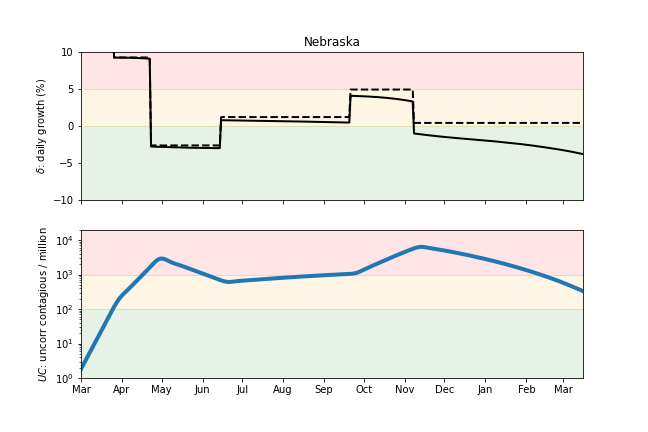 Nebraska
δ: daily growth (%)
10
5
0
−5
−10
UC: uncorr contagious / million
10⁴
10³
10²
10¹
10⁰
Mar Apr May Jun Jul Aug Sep Oct Nov Dec Jan Feb Mar